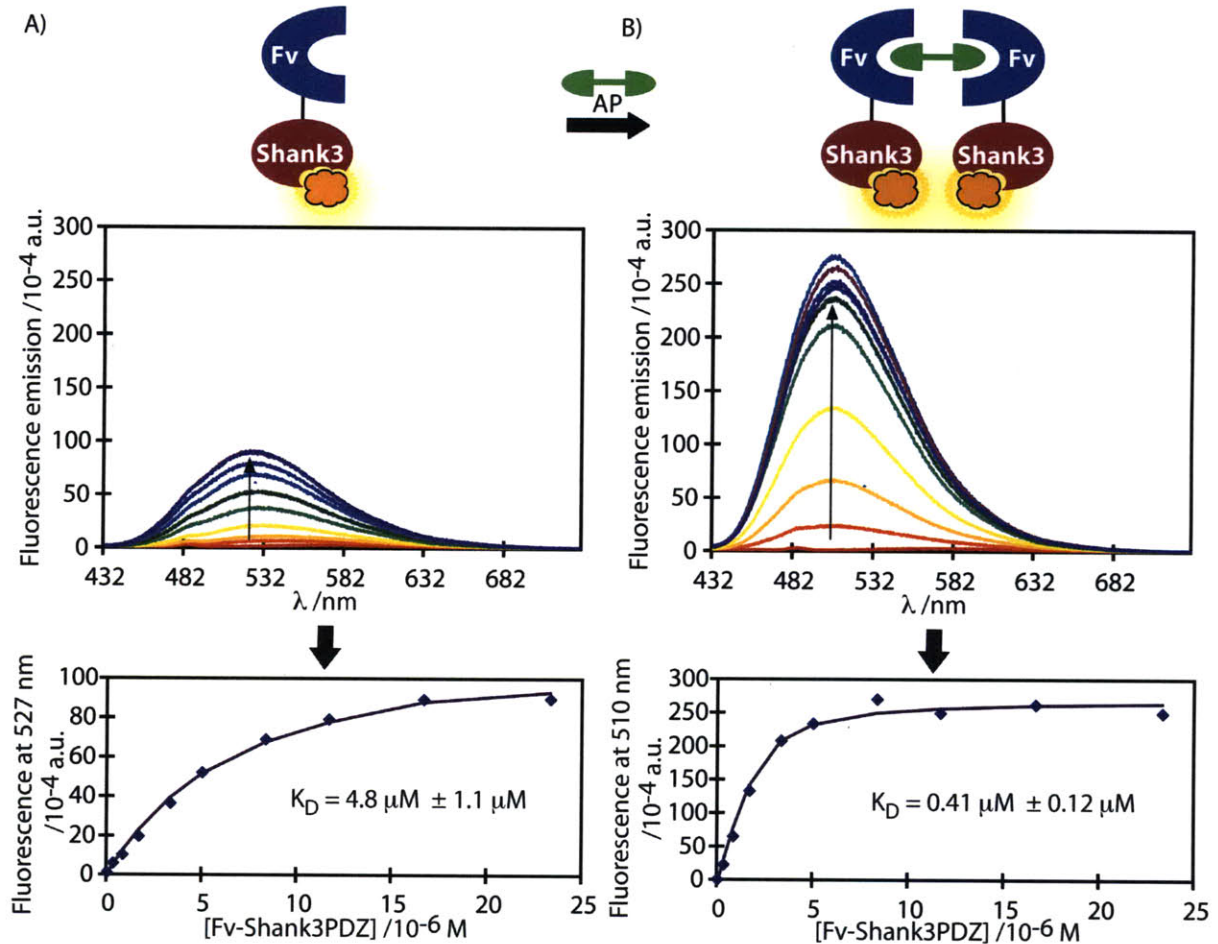 A)
Fv
Shank3
AP
B)
Fv
Fv
Shank3
Shank3
Fluorescence emission /10⁻⁴ a.u.
300
250
200
150
100
50
0
432 482 532 582 632 682
λ /nm
Fluorescence emission /10⁻⁴ a.u.
300
250
200
150
100
50
0
432 482 532 582 632 682
λ /nm
Fluorescence at 527 nm
/10⁻⁴ a.u.
100
80
60
40
20
0
K_D = 4.8 μM ± 1.1 μM
0 5 10 15 20 25
[Fv-Shank3PDZ] /10⁻⁶ M
Fluorescence at 510 nm
/10⁻⁴ a.u.
300
250
200
150
100
50
0
K_D = 0.41 μM ± 0.12 μM
0 5 10 15 20 25
[Fv-Shank3PDZ] /10⁻⁶ M